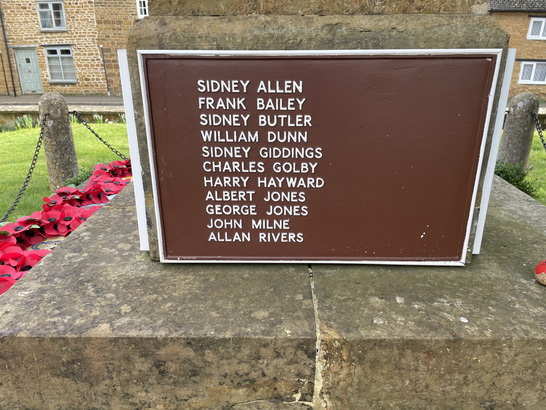 SIDNEY ALLEN
FRANK BAILEY
SIDNEY BUTLER
WILLIAM DUNN
SIDNEY GIDDINGS
CHARLES GOLBY
HARRY HAYWARD
ALBERT JONES
GEORGE JONES
JOHN MILNE
ALLAN RIVERS